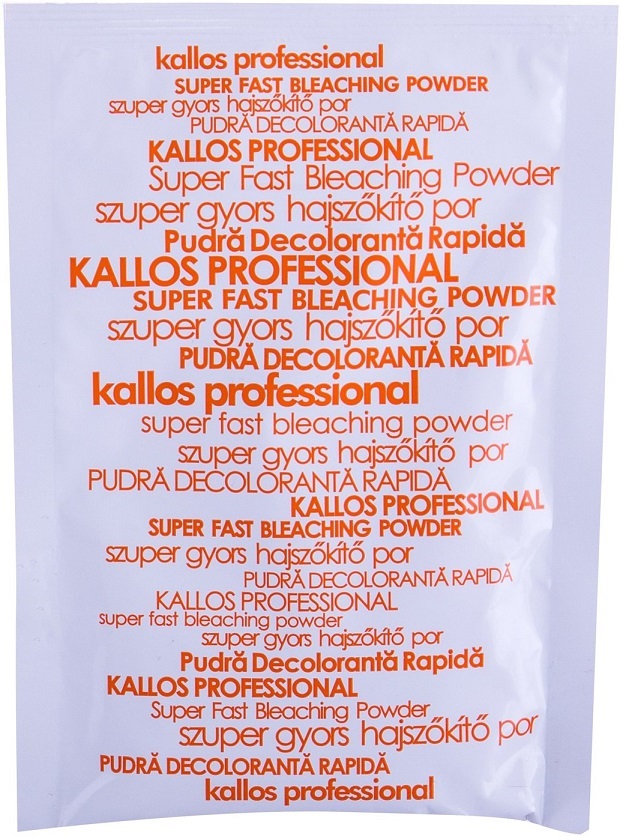 kallos professional
SUPER FAST BLEACHING POWDER
szuper gyors hajszőkítő por
PUDRĂ DECOLORANTĂ RAPIDĂ
KALLOS PROFESSIONAL
Super Fast Bleaching Powder
szuper gyors hajszőkítő por
Pudră Decolorantă Rapidă
KALLOS PROFESSIONAL
SUPER FAST BLEACHING POWDER
szuper gyors hajszőkítő por
PUDRĂ DECOLORANTĂ RAPIDĂ
kallos professional
super fast bleaching powder
szuper gyors hajszőkítő por
PUDRĂ DECOLORANTĂ RAPIDĂ
KALLOS PROFESSIONAL
SUPER FAST BLEACHING POWDER
szuper gyors hajszőkítő por
PUDRĂ DECOLORANTĂ RAPIDĂ
KALLOS PROFESSIONAL
super fast bleaching powder
szuper gyors hajszőkítő por
Pudră Decolorantă Rapidă
KALLOS PROFESSIONAL
Super Fast Bleaching Powder
szuper gyors hajszőkítő por
PUDRĂ DECOLORANTĂ RAPIDĂ
kallos professional